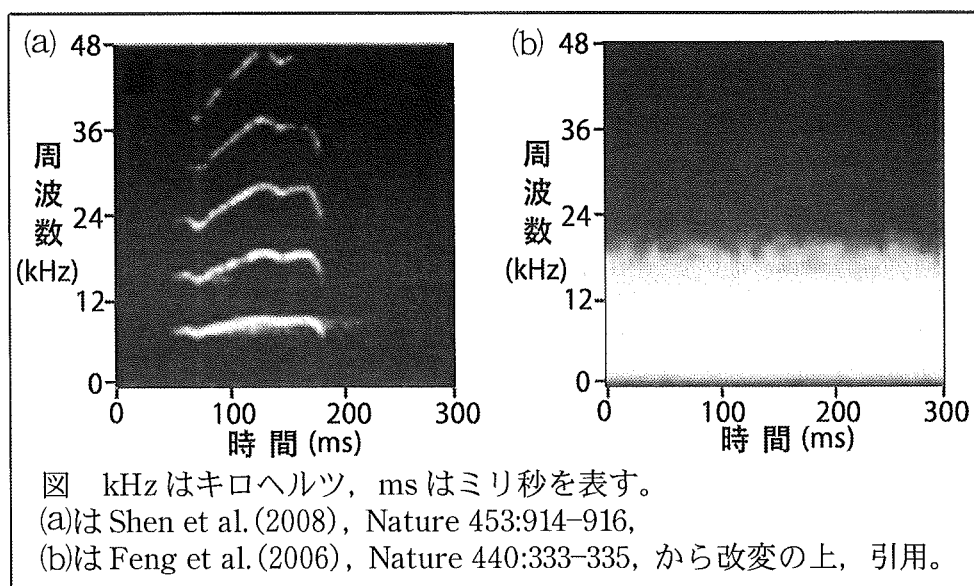 (a)
48
36
24
12
0
周波数
(kHz)
0 100 200 300
時間 (ms)
(b)
48
36
24
12
0
周波数
(kHz)
0 100 200 300
時間 (ms)
図 kHz はキロヘルツ，ms はミリ秒を表す。
(a)は Shen et al. (2008), Nature 453:914–916,
(b)は Feng et al. (2006), Nature 440:333–335, から改変の上，引用。